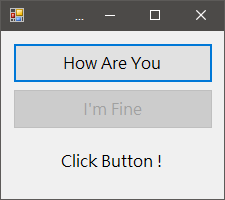 ...
How Are You
I'm Fine
Click Button !